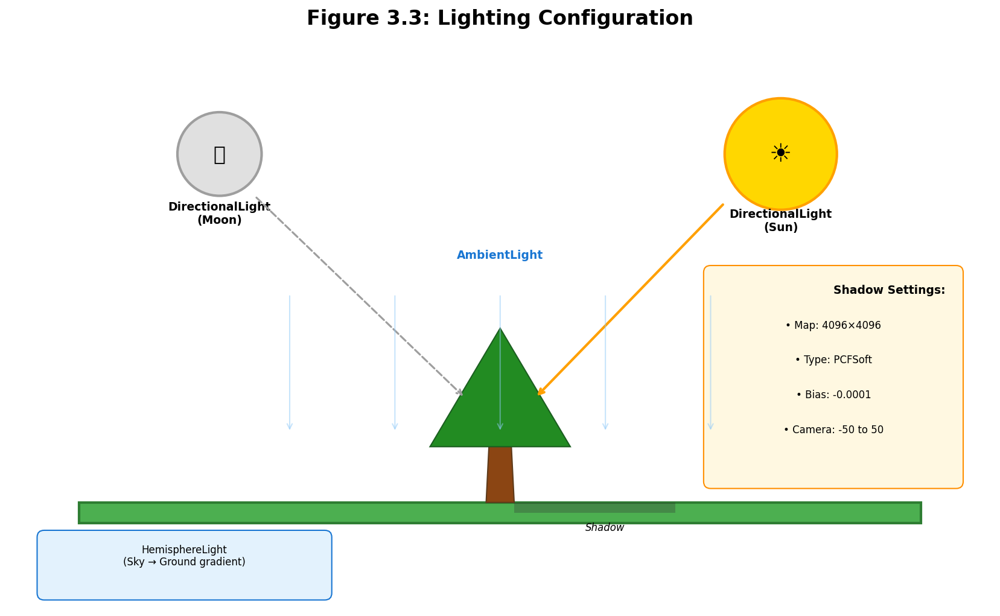 Figure 3.3: Lighting Configuration
☀
DirectionalLight
(Moon)
DirectionalLight
(Sun)
AmbientLight
Shadow Settings:
• Map: 4096×4096
• Type: PCFSoft
• Bias: -0.0001
• Camera: -50 to 50
Shadow
HemisphereLight
(Sky → Ground gradient)